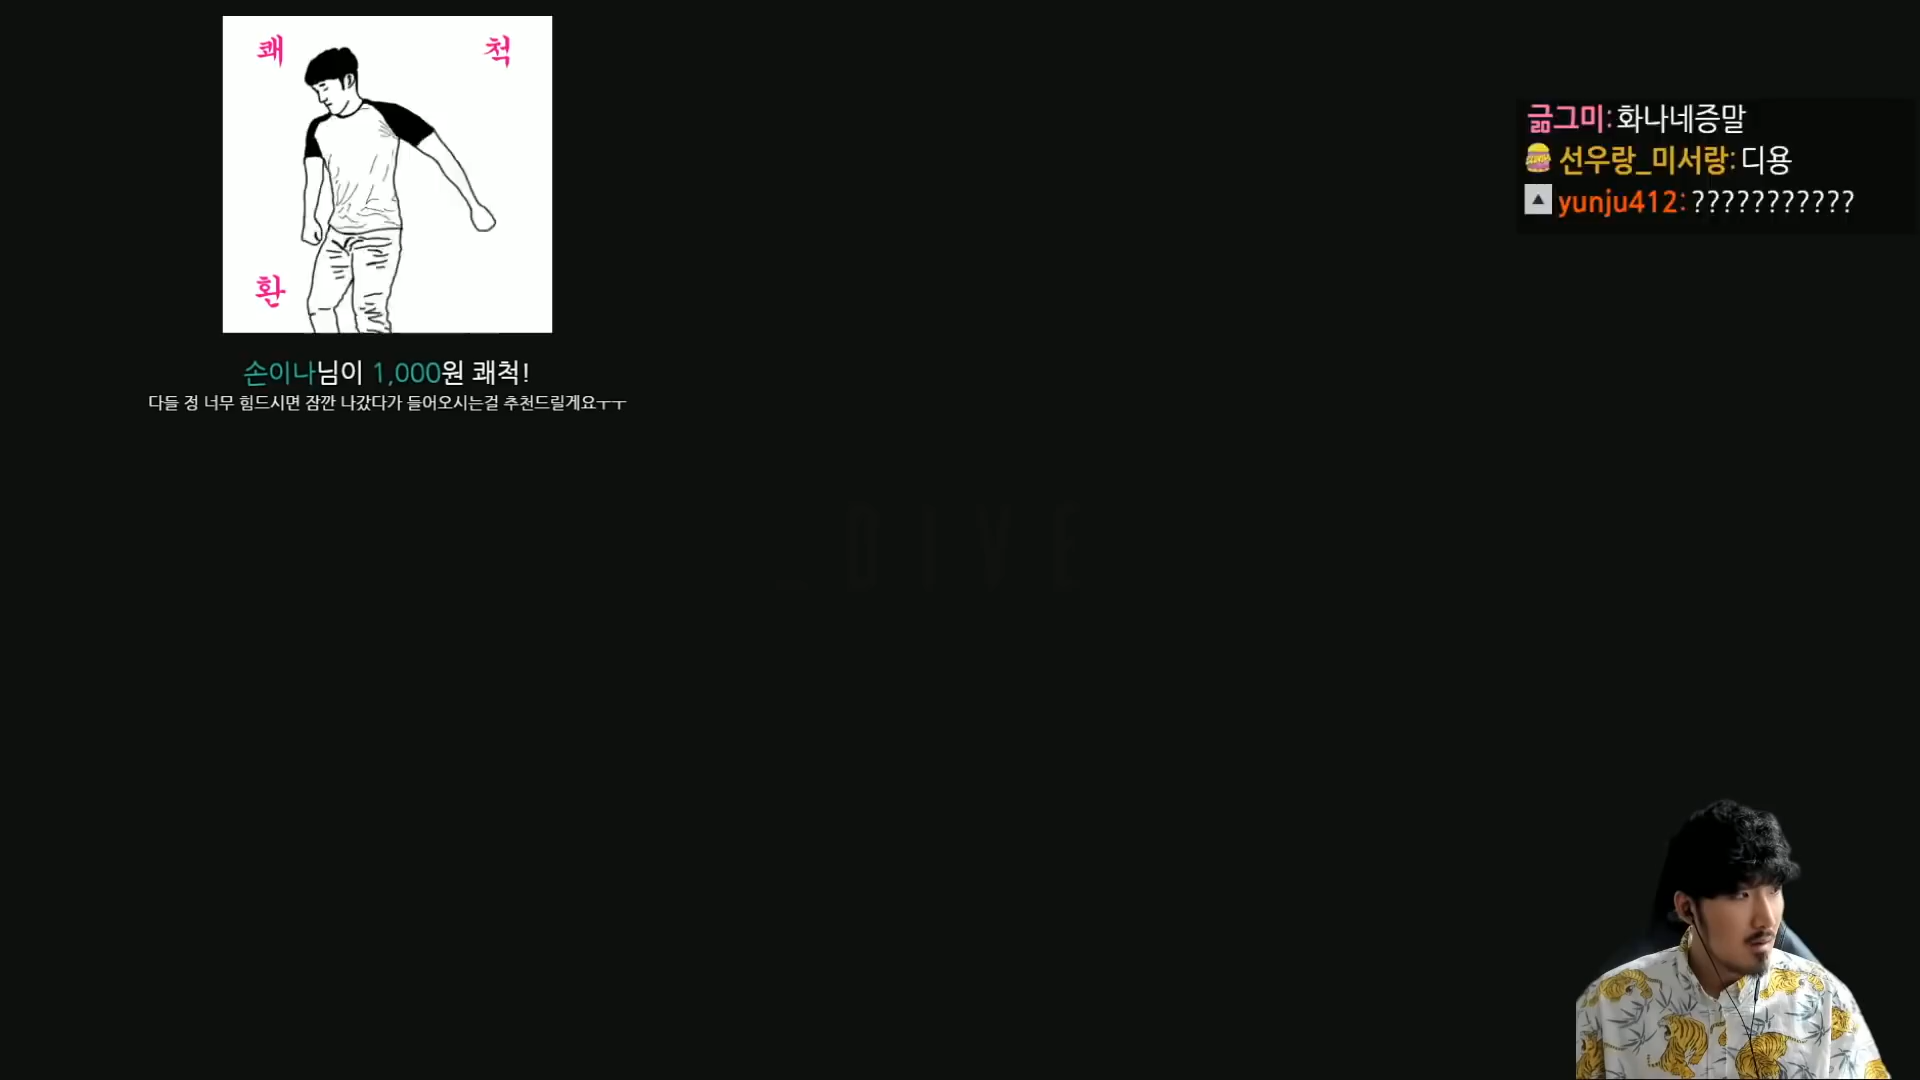 쾌 척
환
손이나님이 1,000원 쾌척!
다들 정 너무 힘드시면 잠깐 나갔다가 들어오시는걸 추천드릴게요ㅜㅜ
굶그미: 화나네증말
선우랑_미서랑: 디용
yunju412: ???????????
_DIVE